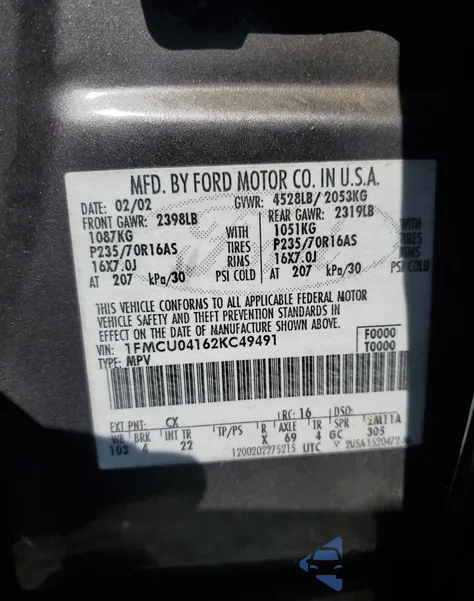 MFD. BY FORD MOTOR CO. IN U.S.A.
DATE: 02/02 GVWR: 4528LB/ 2053KG
FRONT GAWR: 2398LB REAR GAWR: 2319LB
1087KG WITH 1051KG WITH
P235/70R16AS TIRES P235/70R16AS TIRES
16X7.0J RIMS 16X7.0J RIMS
AT 207 kPa/30 PSI COLD AT 207 kPa/30 PSI COLD
THIS VEHICLE CONFORMS TO ALL APPLICABLE FEDERAL MOTOR
VEHICLE SAFETY AND THEFT PREVENTION STANDARDS IN
EFFECT ON THE DATE OF MANUFACTURE SHOWN ABOVE.
VIN: 1FMCU04162KC49491 F0000
TYPE: MPV T0000
EXT PNT: CX RC: 16 DSO:
WB BRK INT TR TP/PS R AXLE TR SPR 2M11A
103 4 22 X 69 4 GC 305
1200202275215 UTC